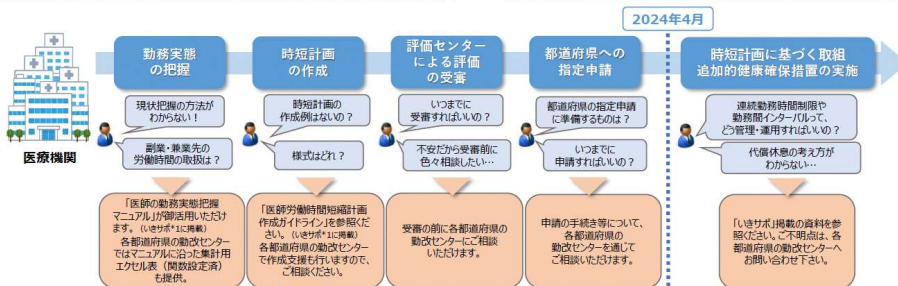 2024年4月
勤務実態
の把握
時短計画
の作成
評価センター
による評価
の受審
都道府県への
指定申請
時短計画に基づく取組
追加的健康確保措置の実施
医療機関
現状把握の方法が
わからない！
副業・兼業先の
労働時間の取扱は？
時短計画の
作成例はないの？
様式はどれ？
いつまでに
受審すればいいの？
不安だから受審前に
色々相談したい…
都道府県の指定申請
に準備するものは？
いつまでに
申請すればいいの？
連続勤務時間制限や
勤務間インターバルって、
どう管理・運用すればいいの？
代償休息の考え方が
わからない…
「医師の勤務実態把握
マニュアル」が御活用いただけ
ます。（いきサポ*1に掲載）
各都道府県の勤改センター
ではマニュアルに沿った集計用
エクセル表（関数設定済）
も提供。
「医師労働時間短縮計画
作成ガイドライン」を参照くだ
さい。（いきサポ*1に掲載）
各都道府県の勤改センター
で作成支援も行いますので、
ご相談ください。
受審の前に各都道府県の
勤改センターにご相談
いただけます。
申請の手続き等について、
各都道府県の
勤改センターを通じて
ご相談いただけます。
「いきサポ」掲載の資料を参
照ください。ご不明点は、各
都道府県の勤改センターへ
お問い合わせ下さい。